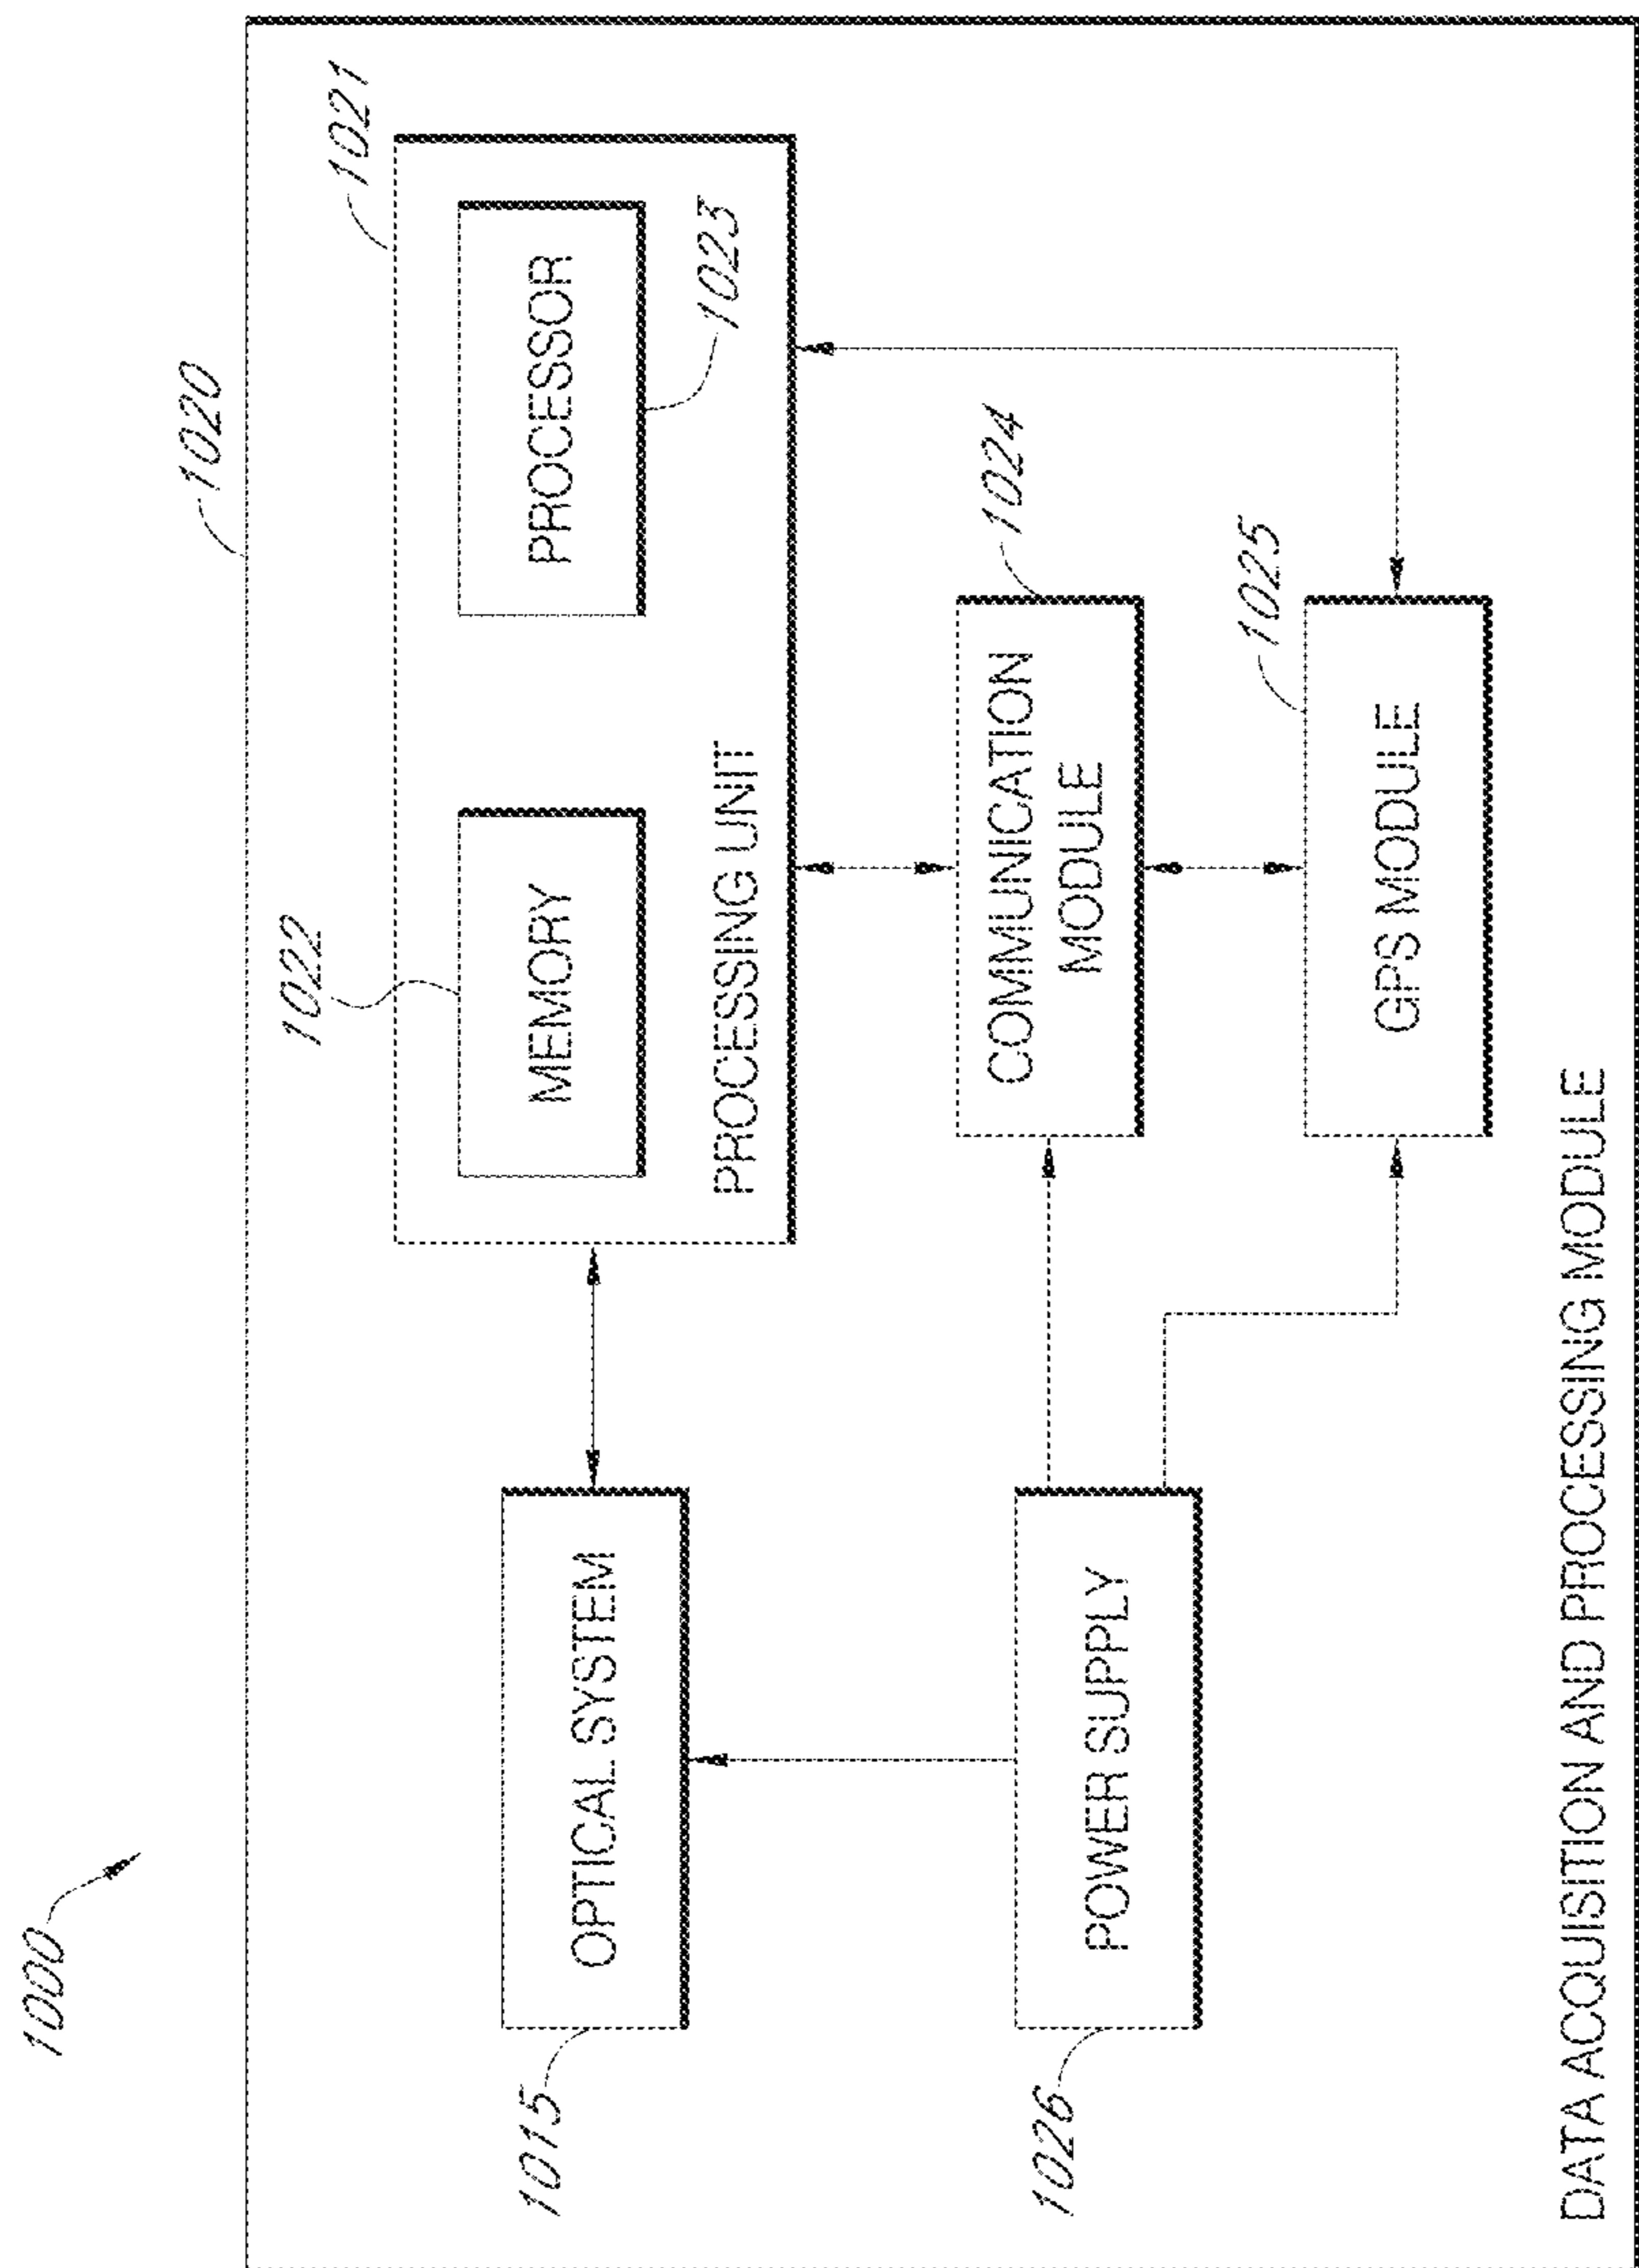 1000
1020
1021
1022
MEMORY
PROCESSOR
1023
PROCESSING UNIT
1015
OPTICAL SYSTEM
COMMUNICATION
MODULE
1024
1026
POWER SUPPLY
1025
GPS MODULE
DATA ACQUISITION AND PROCESSING MODULE